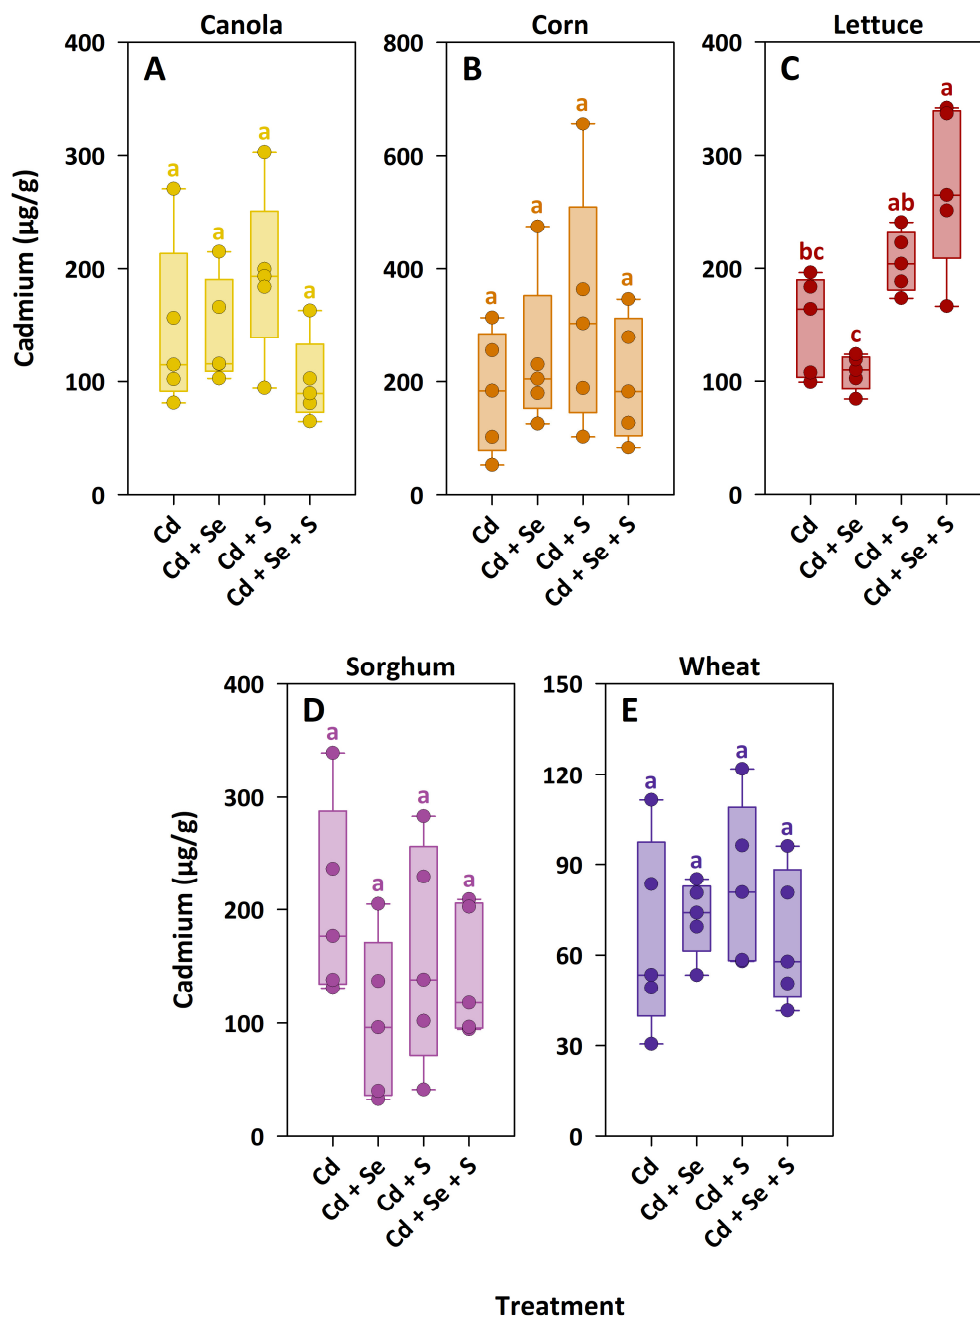 Canola
Corn
Lettuce
Cadmium (µg/g)
400
300
200
100
0
A
a
a
a
a
Cd
Cd + Se
Cd + S
Cd + Se + S
800
600
400
200
0
B
a
a
a
a
Cd
Cd + Se
Cd + S
Cd + Se + S
400
300
200
100
0
C
bc
c
ab
a
Cd
Cd + Se
Cd + S
Cd + Se + S
Sorghum
Wheat
Cadmium (µg/g)
400
300
200
100
0
D
a
a
a
a
Cd
Cd + Se
Cd + S
Cd + Se + S
150
120
90
60
30
0
E
a
a
a
a
Cd
Cd + Se
Cd + S
Cd + Se + S
Treatment